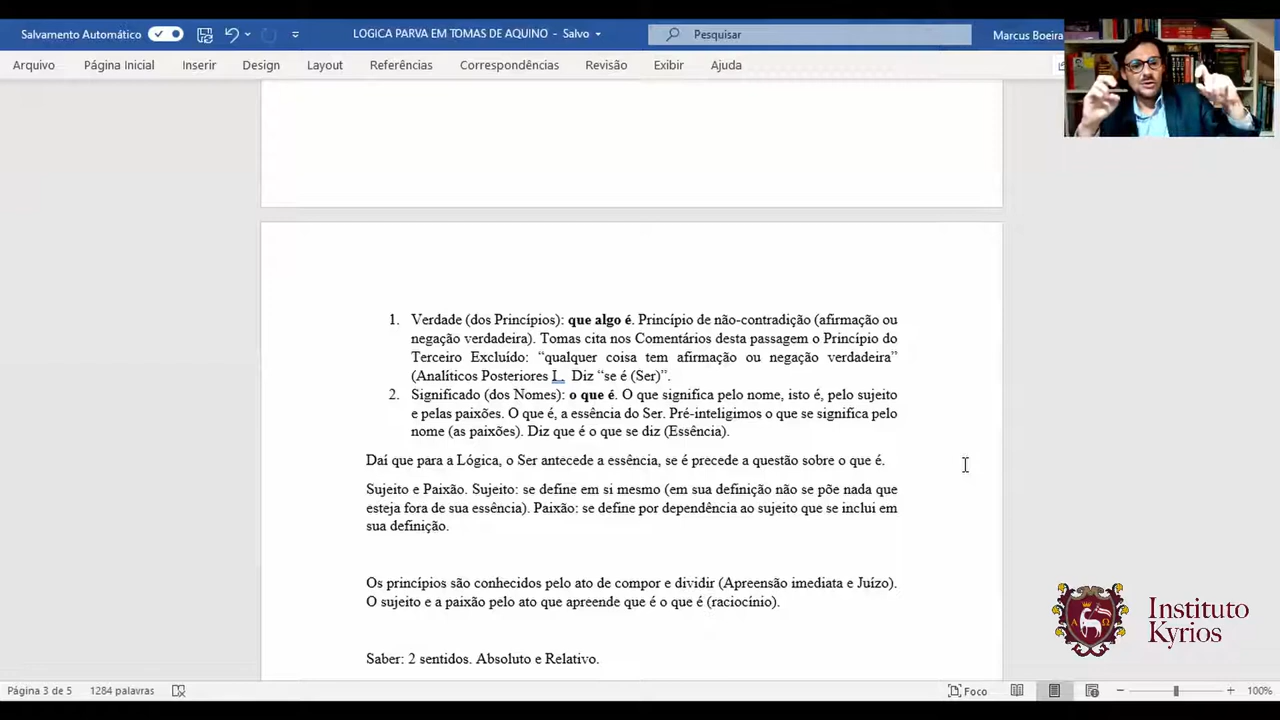 Salvamento Automático
LOGICA PARVA EM TOMAS DE AQUINO - Salvo
Pesquisar
Marcus Boeira
Arquivo Página Inicial Inserir Design Layout Referências Correspondências Revisão Exibir Ajuda
1. Verdade (dos Princípios): que algo é. Princípio de não-contradição (afirmação ou
negação verdadeira). Tomas cita nos Comentários desta passagem o Princípio do
Terceiro Excluído: “qualquer coisa tem afirmação ou negação verdadeira”
(Analíticos Posteriores I.. Diz “se é (Ser)”.
2. Significado (dos Nomes): o que é. O que significa pelo nome, isto é, pelo sujeito
e pelas paixões. O que é, a essência do Ser. Pré-inteligimos o que se significa pelo
nome (as paixões). Diz que é o que se diz (Essência).
Daí que para a Lógica, o Ser antecede a essência, se é precede a questão sobre o que é.
Sujeito e Paixão. Sujeito: se define em si mesmo (em sua definição não se põe nada que
esteja fora de sua essência). Paixão: se define por dependência ao sujeito que se inclui em
sua definição.
Os princípios são conhecidos pelo ato de compor e dividir (Apreensão imediata e Juízo).
O sujeito e a paixão pelo ato que apreende que é o que é (raciocínio).
Saber: 2 sentidos. Absoluto e Relativo.
Α Ω
Instituto
Kyrios
Página 3 de 5 1284 palavras
Foco
100%